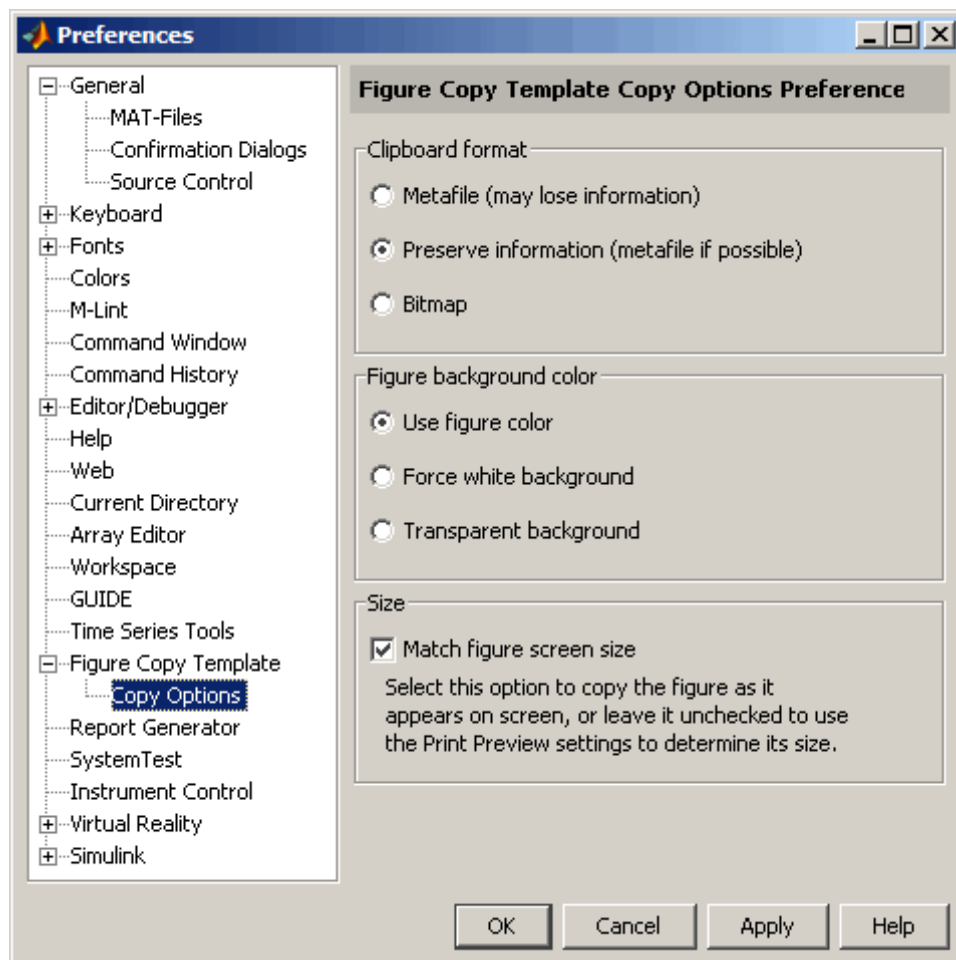 Preferences
General
MAT-Files
Confirmation Dialogs
Source Control
Keyboard
Fonts
Colors
M-Lint
Command Window
Command History
Editor/Debugger
Help
Web
Current Directory
Array Editor
Workspace
GUIDE
Time Series Tools
Figure Copy Template
Copy Options
Report Generator
SystemTest
Instrument Control
Virtual Reality
Simulink
Figure Copy Template Copy Options Preference
Clipboard format
Metafile (may lose information)
Preserve information (metafile if possible)
Bitmap
Figure background color
Use figure color
Force white background
Transparent background
Size
Match figure screen size
Select this option to copy the figure as it
appears on screen, or leave it unchecked to use
the Print Preview settings to determine its size.
OK Cancel Apply Help